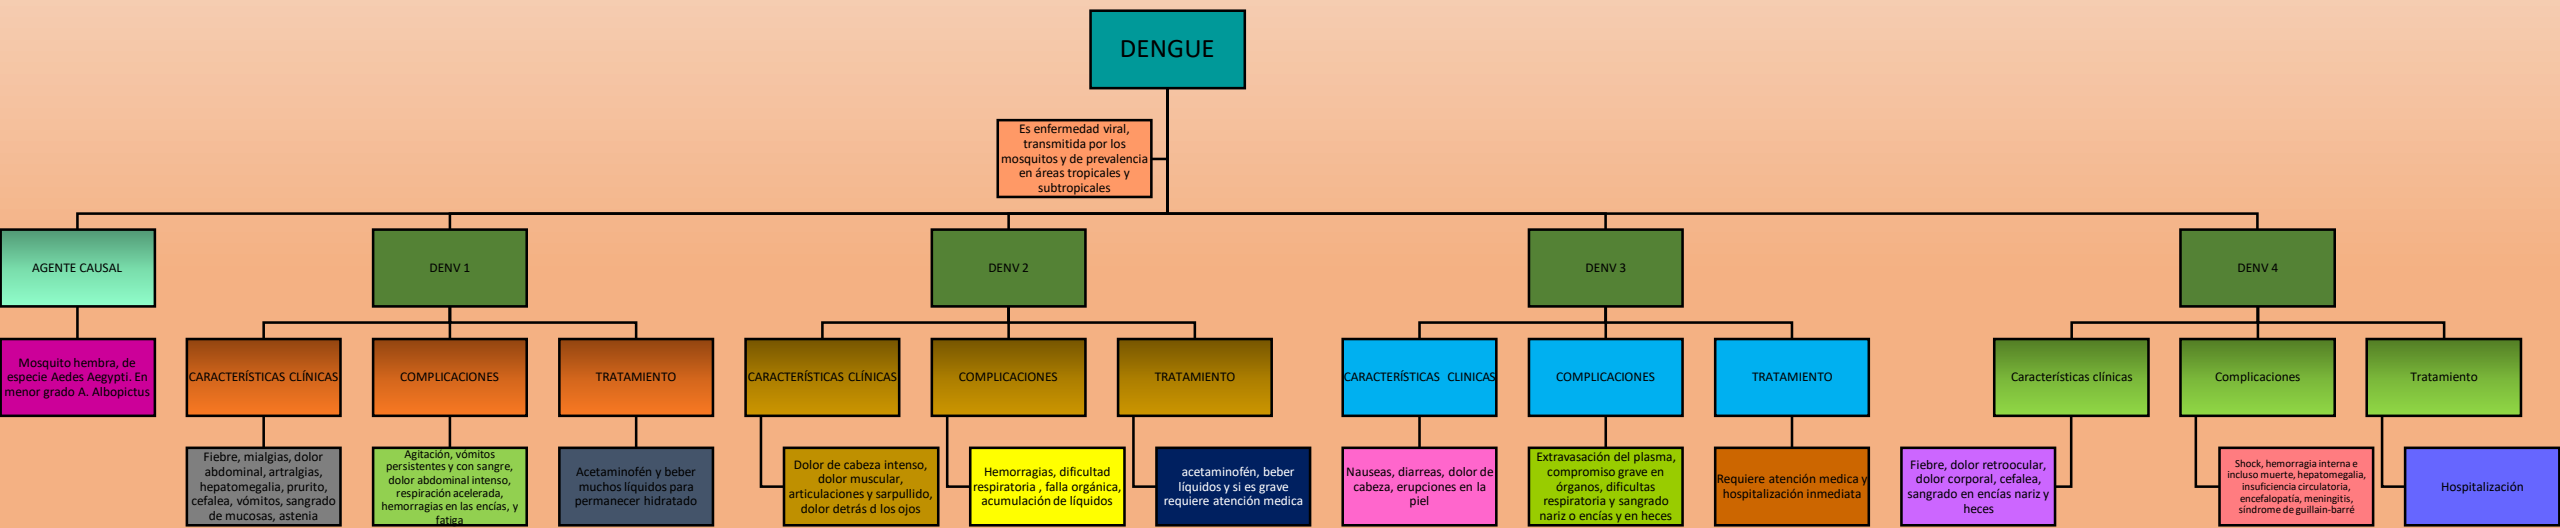 DENGUE
Es enfermedad viral,
transmitida por los
mosquitos y de prevalencia
en áreas tropicales y
subtropicales
AGENTE CAUSAL
DENV 1
DENV 2
DENV 3
DENV 4
Mosquito hembra, de
especie Aedes Aegypti. En
menor grado A. Albopictus
CARACTERÍSTICAS CLÍNICAS
COMPLICACIONES
TRATAMIENTO
CARACTERÍSTICAS CLÍNICAS
COMPLICACIONES
TRATAMIENTO
CARACTERÍSTICAS CLINICAS
COMPLICACIONES
TRATAMIENTO
Características clínicas
Complicaciones
Tratamiento
Fiebre, mialgias, dolor
abdominal, artralgias,
hepatomegalia, prurito,
cefalea, vómitos, sangrado
de mucosas, astenia
Agitación, vómitos
persistentes y con sangre,
dolor abdominal intenso,
respiración acelerada,
hemorragias en las encías, y
fatiga
Acetaminofén y beber
muchos líquidos para
permanecer hidratado
Dolor de cabeza intenso,
dolor muscular,
articulaciones y sarpullido,
dolor detrás d los ojos
Hemorragias, dificultad
respiratoria , falla orgánica,
acumulación de líquidos
acetaminofén, beber
líquidos y si es grave
requiere atención medica
Nauseas, diarreas, dolor de
cabeza, erupciones en la
piel
Extravasación del plasma,
compromiso grave en
órganos, dificultas
respiratoria y sangrado
nariz o encías y en heces
Requiere atención medica y
hospitalización inmediata
Fiebre, dolor retroocular,
dolor corporal, cefalea,
sangrado en encías nariz y
heces
Shock, hemorragia interna e
incluso muerte, hepatomegalia,
insuficiencia circulatoria,
encefalopatía, meningitis,
síndrome de guillain-barré
Hospitalización